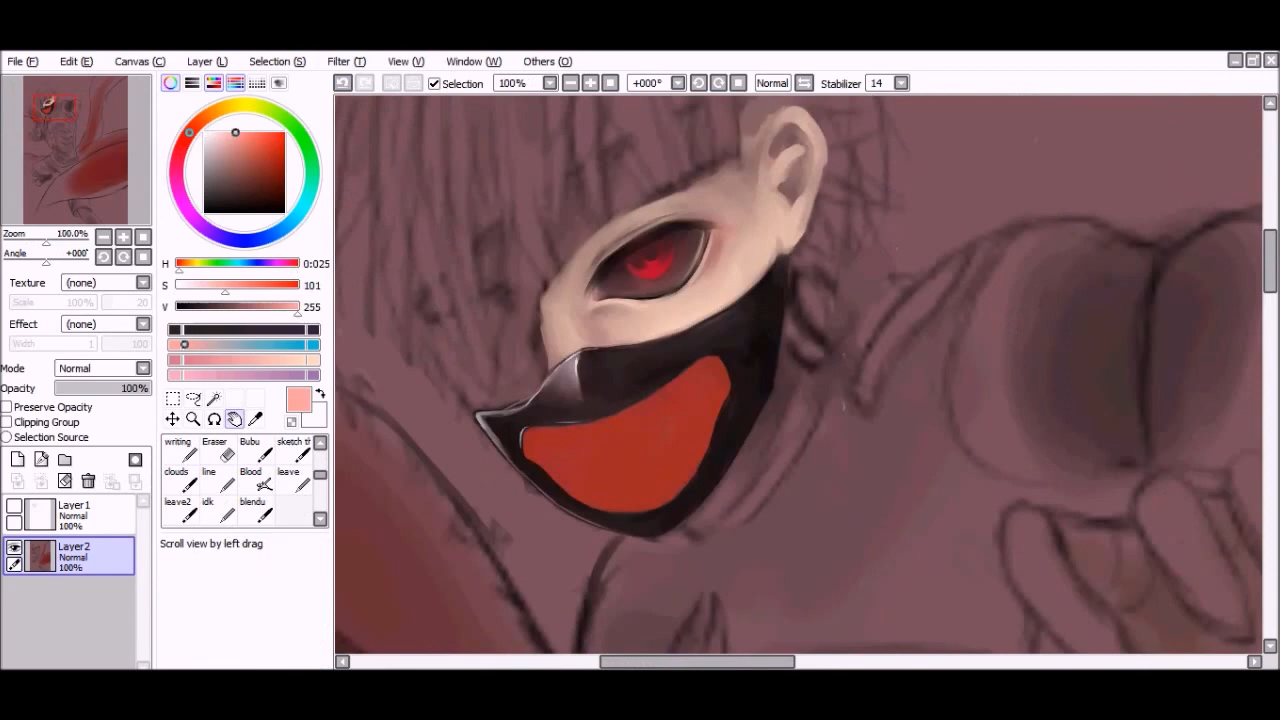 File (F) Edit (E) Canvas (C) Layer (L) Selection (S) Filter (T) View (V) Window (W) Others (O)
Selection 100% +000° Normal Stabilizer 14
Zoom 100.0%
Angle +000°
Texture (none)
Scale 100% 20
Effect (none)
Width 1 100
Mode Normal
Opacity 100%
Preserve Opacity
Clipping Group
Selection Source
Layer1
Normal
100%
Layer2
Normal
100%
H 0:025
S 101
V 255
writing Eraser Bubu sketch th
clouds line Blood leave
leave2 idk blendu
Scroll view by left drag